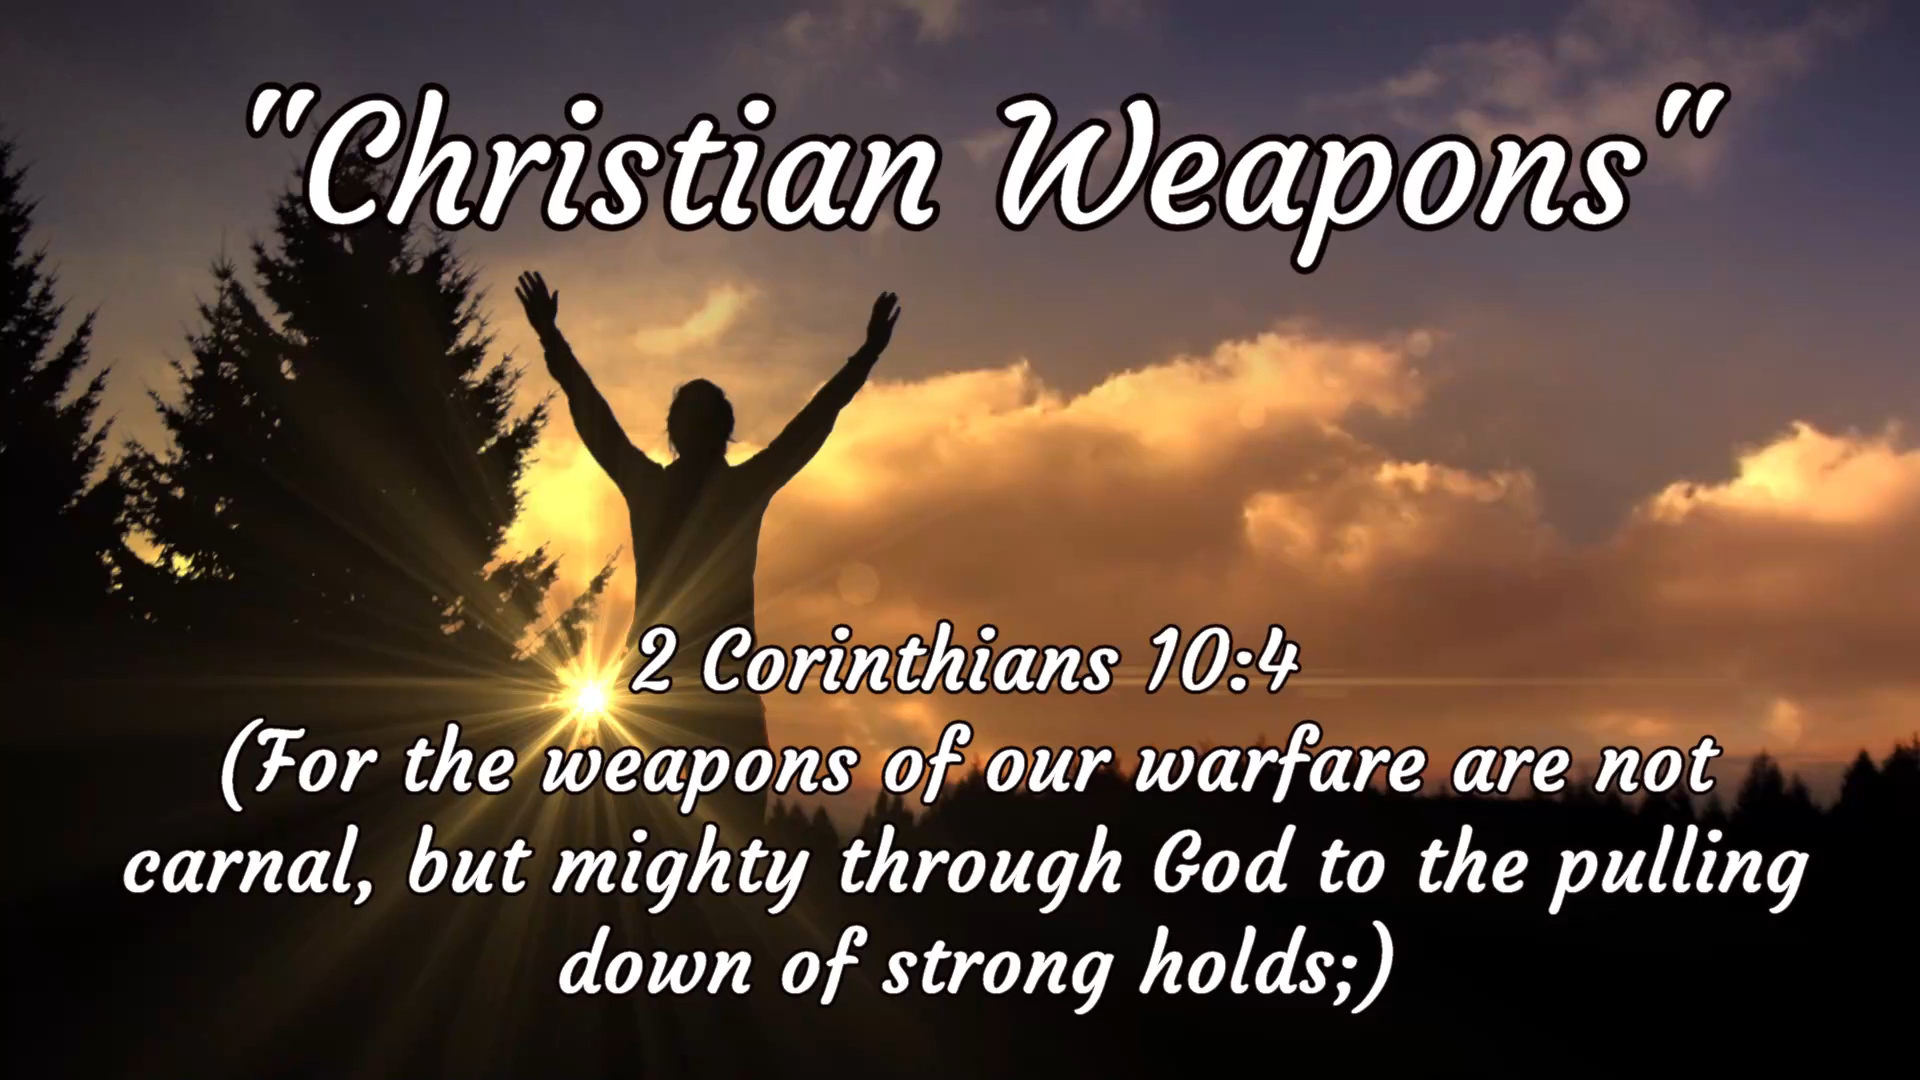 "Christian Weapons"
2 Corinthians 10:4
(For the weapons of our warfare are not
carnal, but mighty through God to the pulling
down of strong holds;)